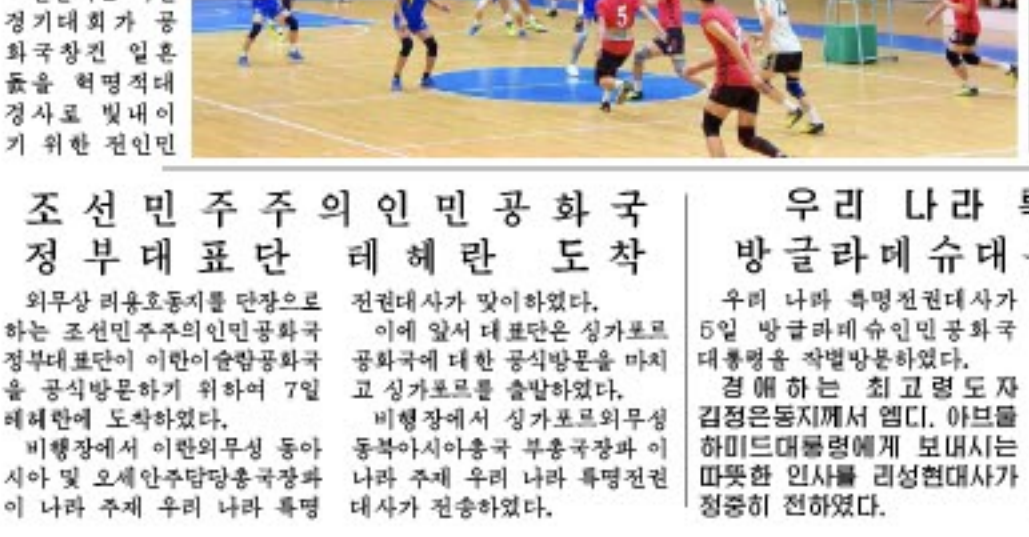 경기대회가 공
화국창건 일흔
돐을 혁명적대
경사로 빛내이
기 위한 전인민
5
조선민주주의인민공화국
정부대표단 테헤란 도착
외무상 리용호동지를 단장으로
하는 조선민주주의인민공화국
정부대표단이 이란이슬람공화국
을 공식방문하기 위하여 7일
테헤란에 도착하였다.
비행장에서 이란외무성 동아
시아 및 오세안주담당총국장과
이 나라 주재 우리 나라 특명
전권대사가 맞이하였다.
이에 앞서 대표단은 싱가포르
공화국에 대한 공식방문을 마치
고 싱가포르를 출발하였다.
비행장에서 싱가포르외무성
동북아시아총국 부총국장과 이
나라 주재 우리 나라 특명전권
대사가 전송하였다.
우리 나라
방글라데슈대
우리 나라 특명전권대사가
5일 방글라데슈인민공화국
대통령을 작별방문하였다.
경애하는 최고령도자
김정은동지께서 엠디. 아브둘
하미드대통령에게 보내시는
따뜻한 인사를 리성현대사가
정중히 전하였다.